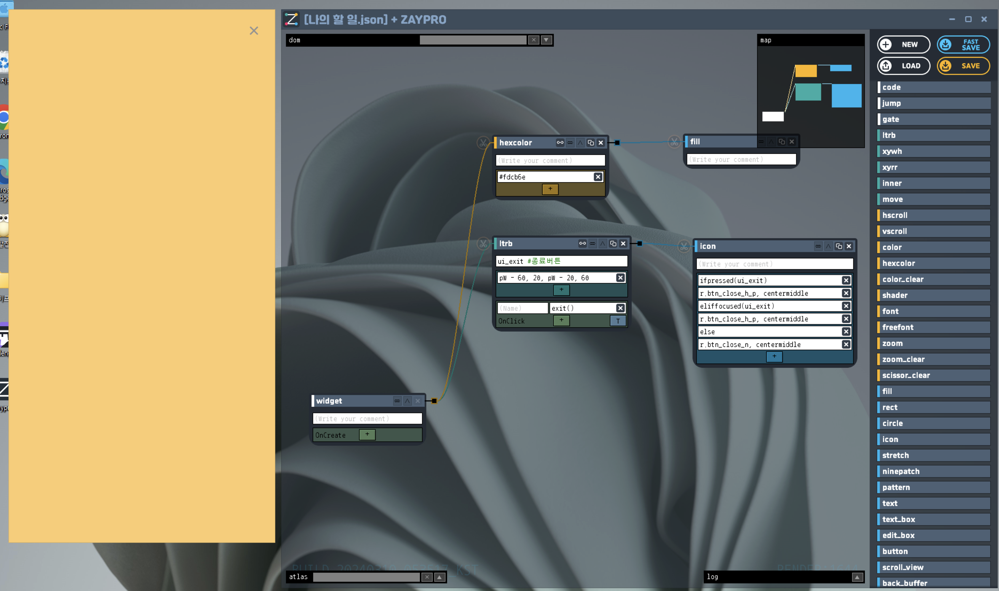 [나의 할 일.json] + ZAYPRO
dom
map
NEW
FAST SAVE
LOAD
SAVE
code
jump
gate
ltrb
xywh
xyrr
inner
move
hscroll
vscroll
color
hexcolor
color_clear
shader
font
freefont
zoom
zoom_clear
scissor_clear
fill
rect
circle
icon
stretch
ninepatch
pattern
text
text_box
edit_box
button
scroll_view
back_buffer
hexcolor
(Write your comment)
#fdcb6e
+
fill
(Write your comment)
ltrb
ui_exit #종료버튼
pW - 60, 20, pW - 20, 60
+
(Name) exit()
OnClick + T
icon
(Write your comment)
ifpressed(ui_exit)
r.btn_close_h_p, centermiddle
eliffocused(ui_exit)
r.btn_close_h_p, centermiddle
else
r.btn_close_n, centermiddle
+
widget
(Write your comment)
OnCreate +
atlas
log